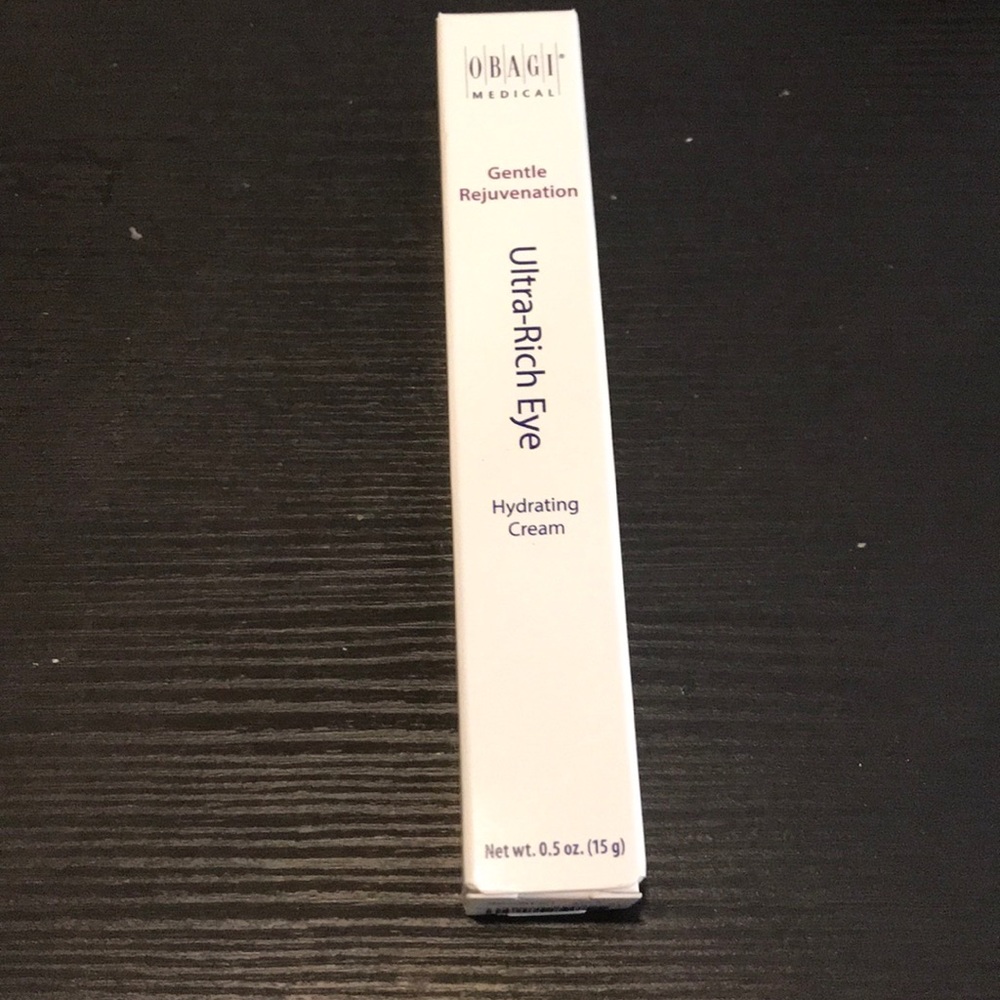 OBAGI®
MEDICAL
Gentle
Rejuvenation
Ultra-Rich Eye
Hydrating
Cream
Net wt. 0.5 oz. (15 g)